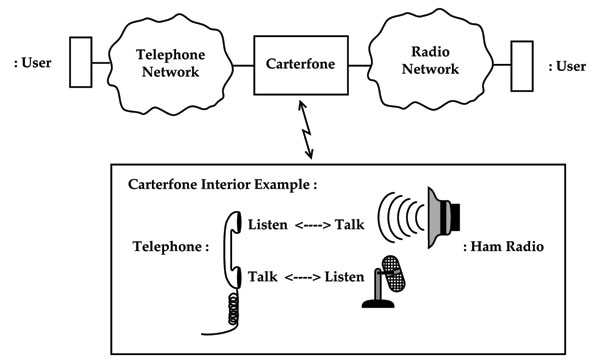 : User
Telephone
Network
Carterfone
Radio
Network
: User
Carterfone Interior Example :
Listen <----> Talk
Telephone :
: Ham Radio
Talk <----> Listen